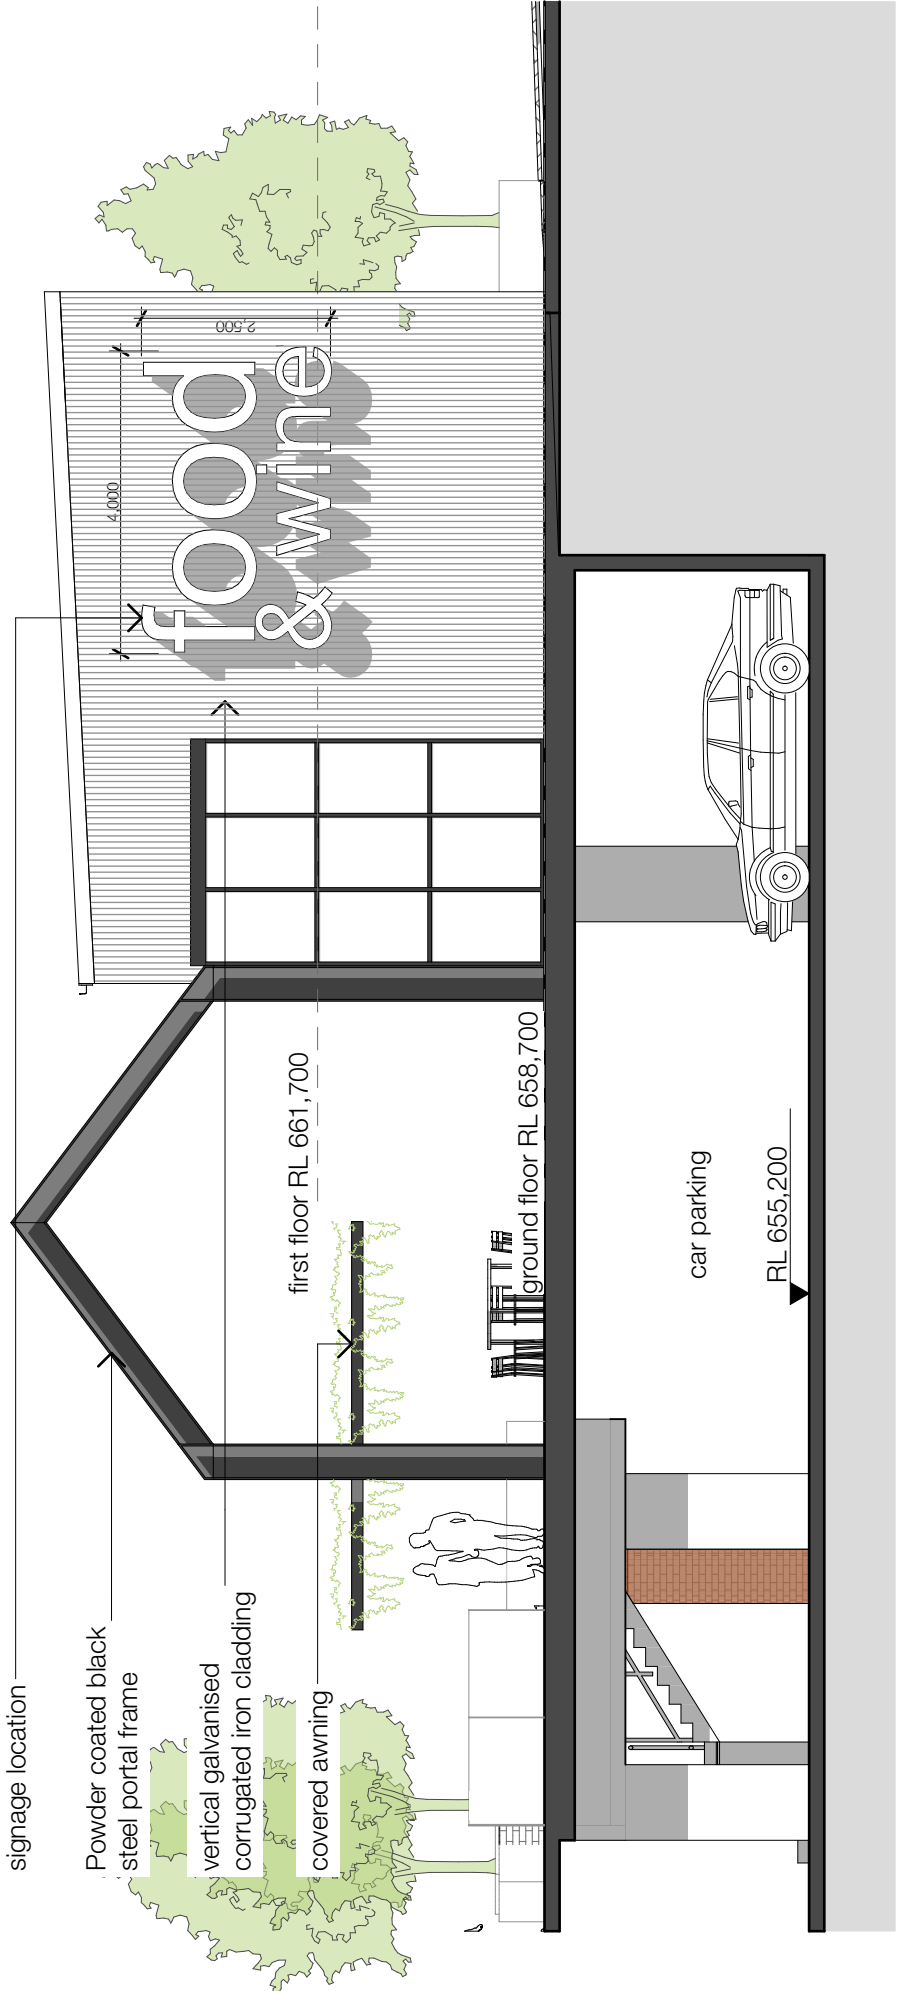 signage location
Powder coated black
steel portal frame
vertical galvanised
corrugated iron cladding
covered awning
first floor RL 661,700
ground floor RL 658,700
car parking
RL 655,200
4,000
2,500
food
& wine